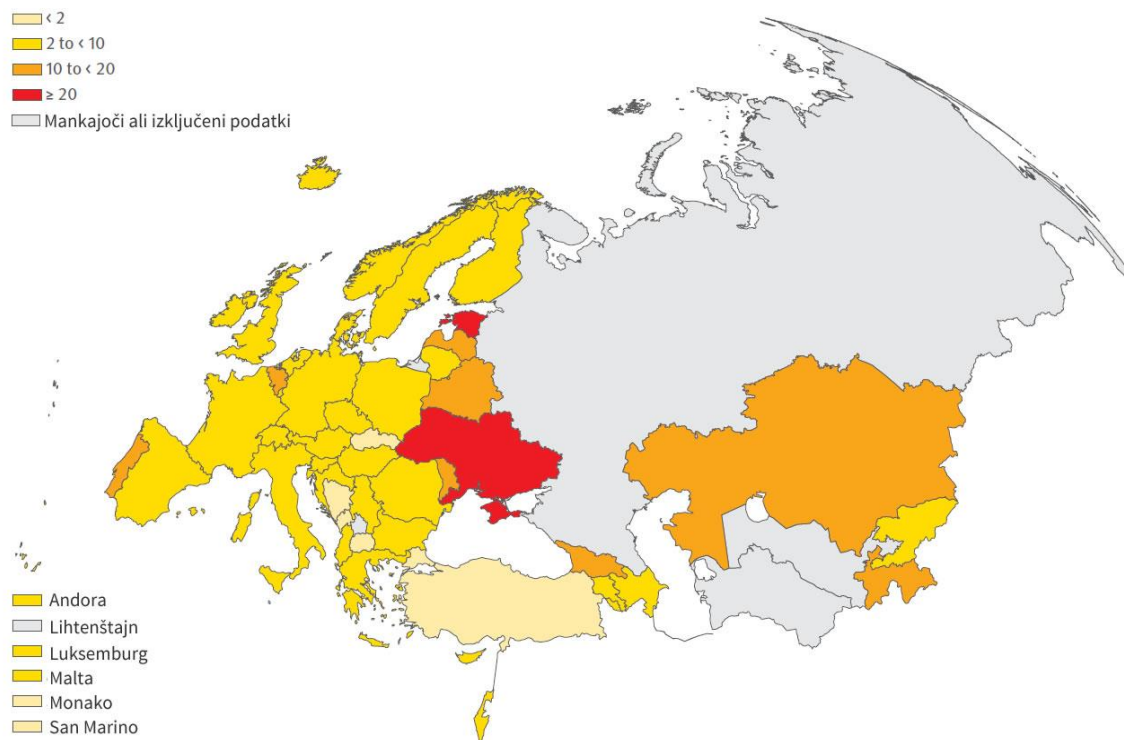 < 2
2 to < 10
10 to < 20
≥ 20
Mankajoči ali izključeni podatki
Andora
Lihtenštajn
Luksemburg
Malta
Monako
San Marino